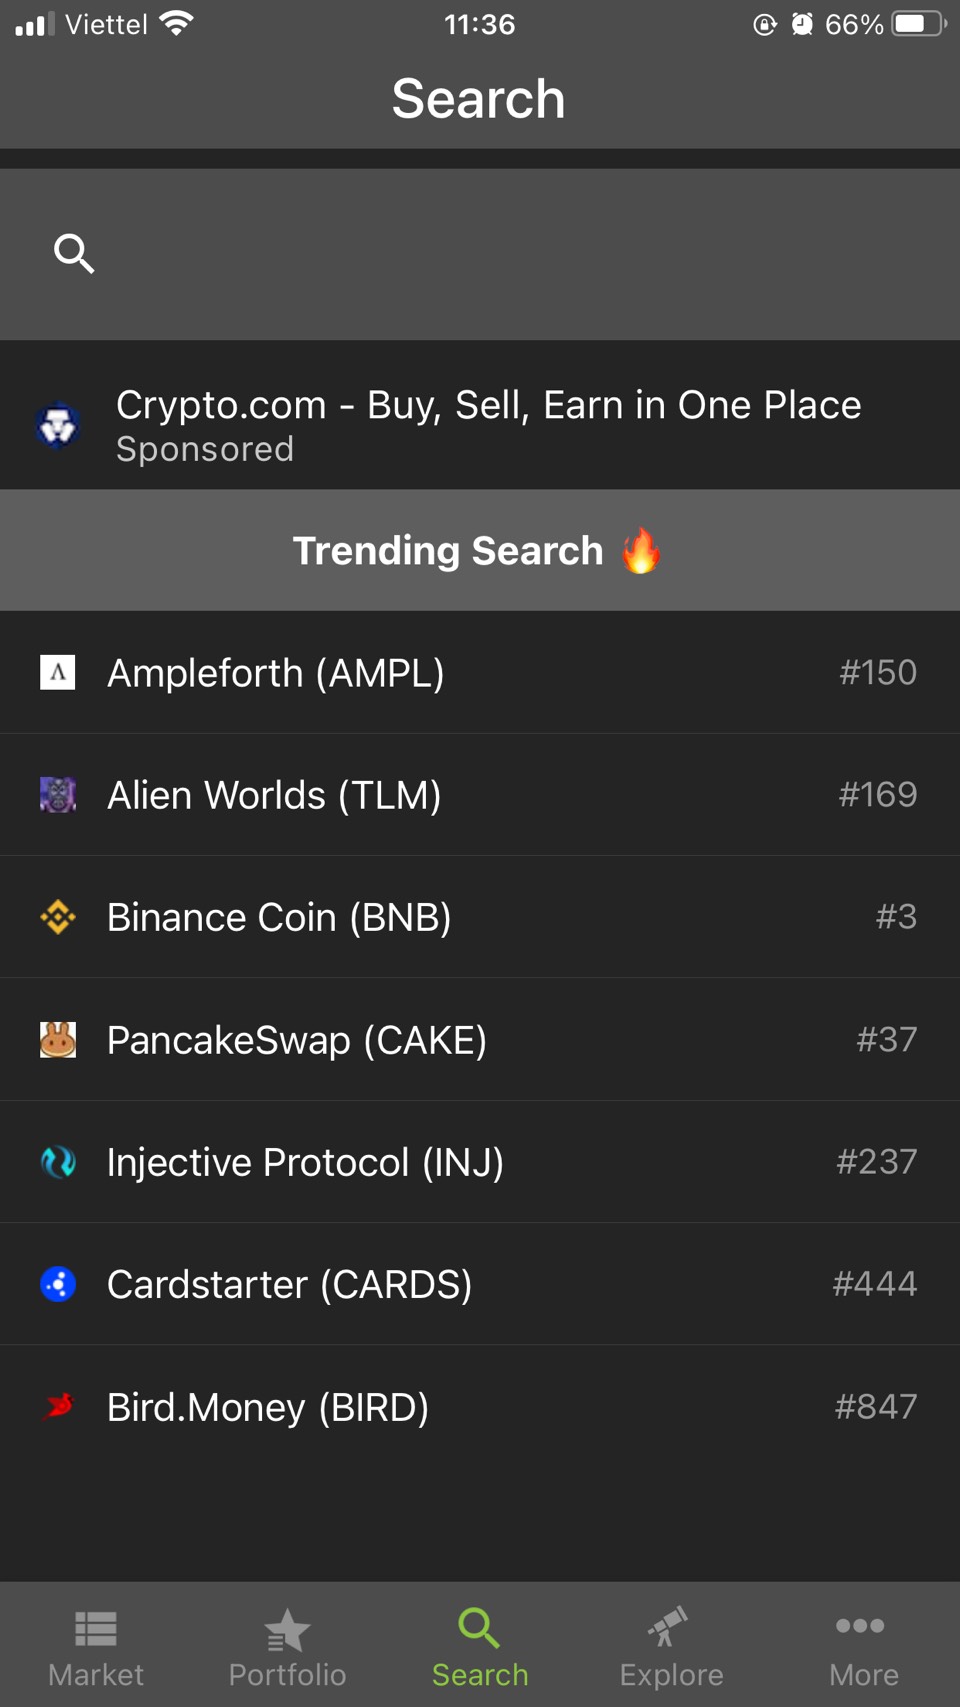 Viettel 11:36 66%
Search
Crypto.com - Buy, Sell, Earn in One Place
Sponsored
Trending Search 🔥
Ampleforth (AMPL) #150
Alien Worlds (TLM) #169
Binance Coin (BNB) #3
PancakeSwap (CAKE) #37
Injective Protocol (INJ) #237
Cardstarter (CARDS) #444
Bird.Money (BIRD) #847
Market Portfolio Search Explore More